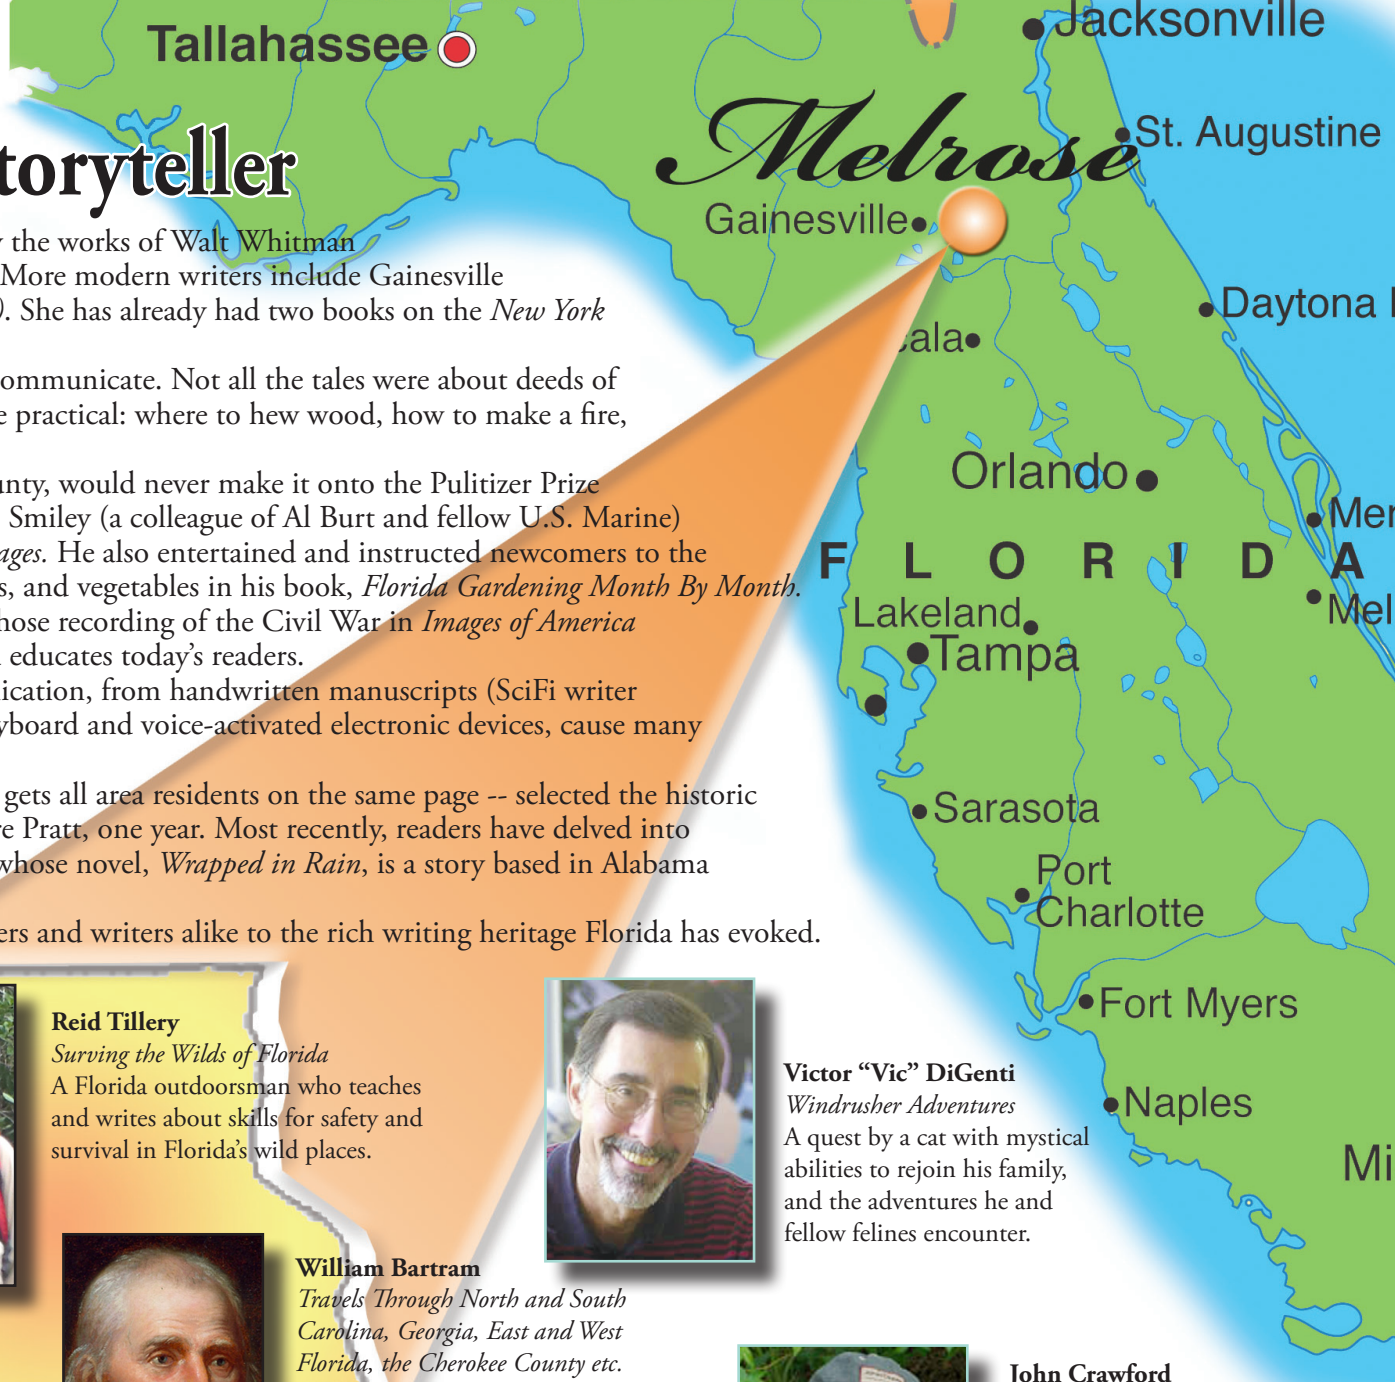 Tallahassee
Jacksonville
Melrose
St. Augustine
Gainesville
Daytona
Orlando
F L O R I D A
Lakeland
Tampa
Sarasota
Port
Charlotte
Fort Myers
Naples
toryteller
the works of Walt Whitman
More modern writers include Gainesville
). She has already had two books on the New York
ommunicate. Not all the tales were about deeds of
e practical: where to hew wood, how to make a fire,
unty, would never make it onto the Pulitizer Prize
Smiley (a colleague of Al Burt and fellow U.S. Marine)
ages. He also entertained and instructed newcomers to the
s, and vegetables in his book, Florida Gardening Month By Month.
hose recording of the Civil War in Images of America
educates today's readers.
ication, from handwritten manuscripts (SciFi writer
yboard and voice-activated electronic devices, cause many
gets all area residents on the same page -- selected the historic
re Pratt, one year. Most recently, readers have delved into
whose novel, Wrapped in Rain, is a story based in Alabama
ers and writers alike to the rich writing heritage Florida has evoked.
Reid Tillery
Surving the Wilds of Florida
A Florida outdoorsman who teaches
and writes about skills for safety and
survival in Florida's wild places.
Victor “Vic” DiGenti
Windrusher Adventures
A quest by a cat with mystical
abilities to rejoin his family,
and the adventures he and
fellow felines encounter.
William Bartram
Travels Through North and South
Carolina, Georgia, East and West
Florida, the Cherokee County etc.
John Crawford